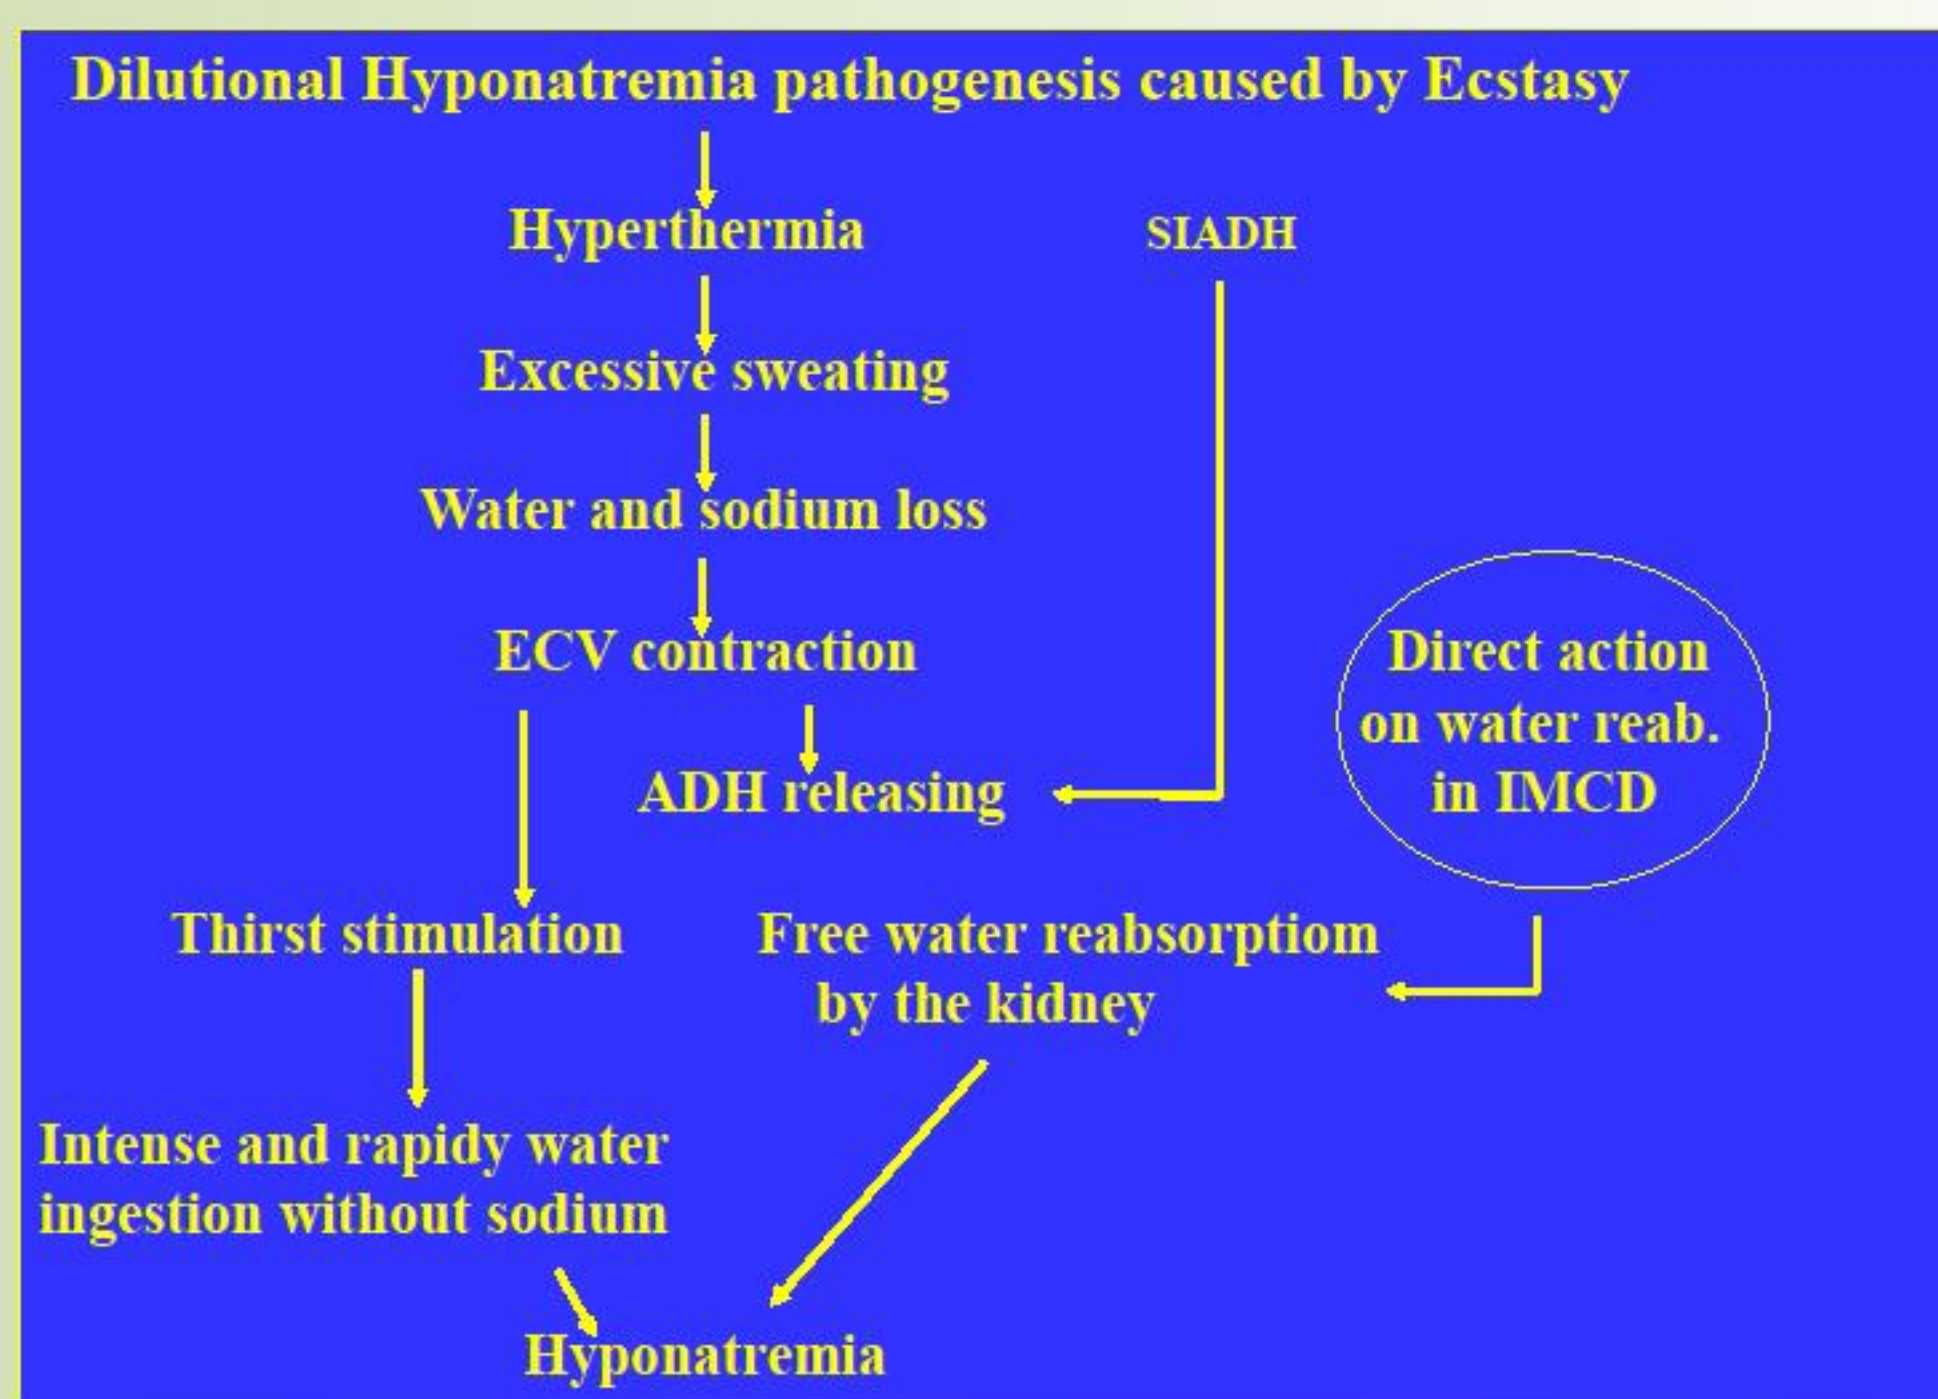 Dilutional Hyponatremia pathogenesis caused by Ecstasy
Hyperthermia
SIADH
Excessive sweating
Water and sodium loss
ECV contraction
ADH releasing
Direct action
on water reab.
in IMCD
Thirst stimulation
Free water reabsorptiom
by the kidney
Intense and rapidy water
ingestion without sodium
Hyponatremia